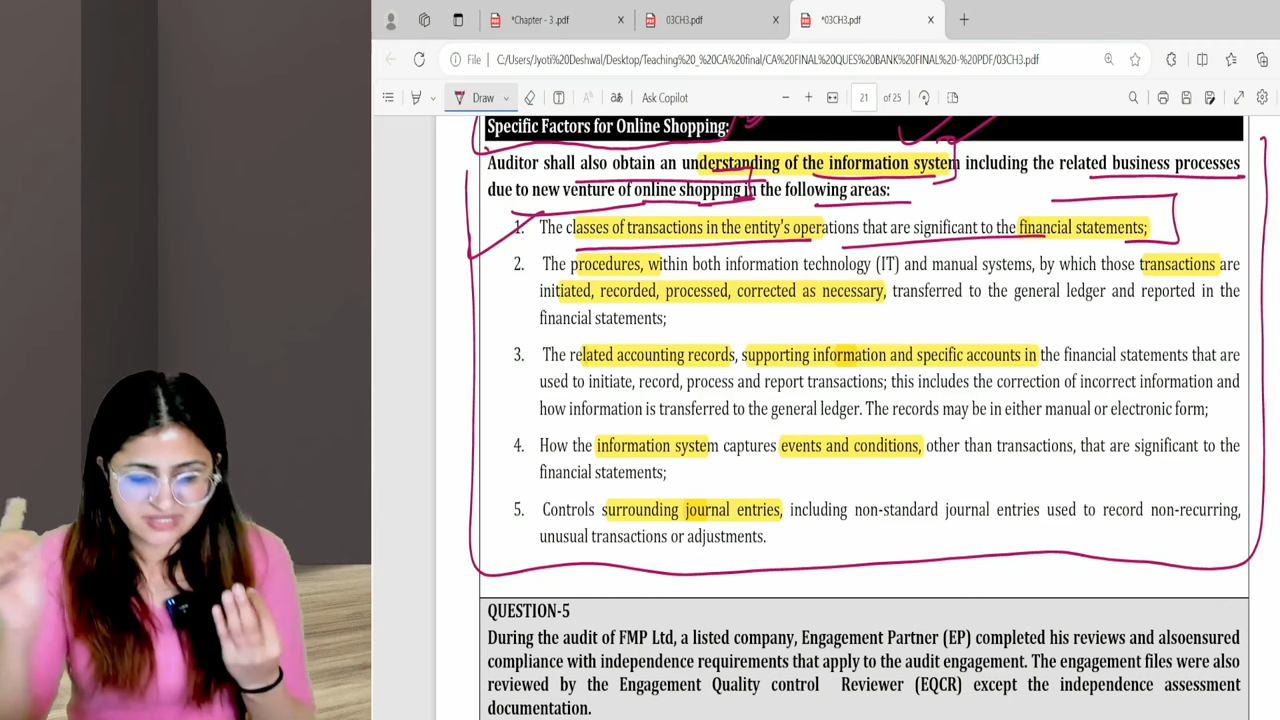 *Chapter - 3 .pdf
03CH3.pdf
*03CH3.pdf
File
C:/Users/Jyoti%20Deshwal/Desktop/Teaching%20_%20CA%20final/CA%20FINAL%20QUES%20BANK%20FINAL%20-%20PDF/03CH3.pdf
Draw
Ask Copilot
21 of 25
Specific Factors for Online Shopping:
Auditor shall also obtain an understanding of the information system including the related business processes
due to new venture of online shopping in the following areas:
1. The classes of transactions in the entity's operations that are significant to the financial statements;
2. The procedures, within both information technology (IT) and manual systems, by which those transactions are
initiated, recorded, processed, corrected as necessary, transferred to the general ledger and reported in the
financial statements;
3. The related accounting records, supporting information and specific accounts in the financial statements that are
used to initiate, record, process and report transactions; this includes the correction of incorrect information and
how information is transferred to the general ledger. The records may be in either manual or electronic form;
4. How the information system captures events and conditions, other than transactions, that are significant to the
financial statements;
5. Controls surrounding journal entries, including non-standard journal entries used to record non-recurring,
unusual transactions or adjustments.
QUESTION-5
During the audit of FMP Ltd, a listed company, Engagement Partner (EP) completed his reviews and alsoensured
compliance with independence requirements that apply to the audit engagement. The engagement files were also
reviewed by the Engagement Quality control Reviewer (EQCR) except the independence assessment
documentation.